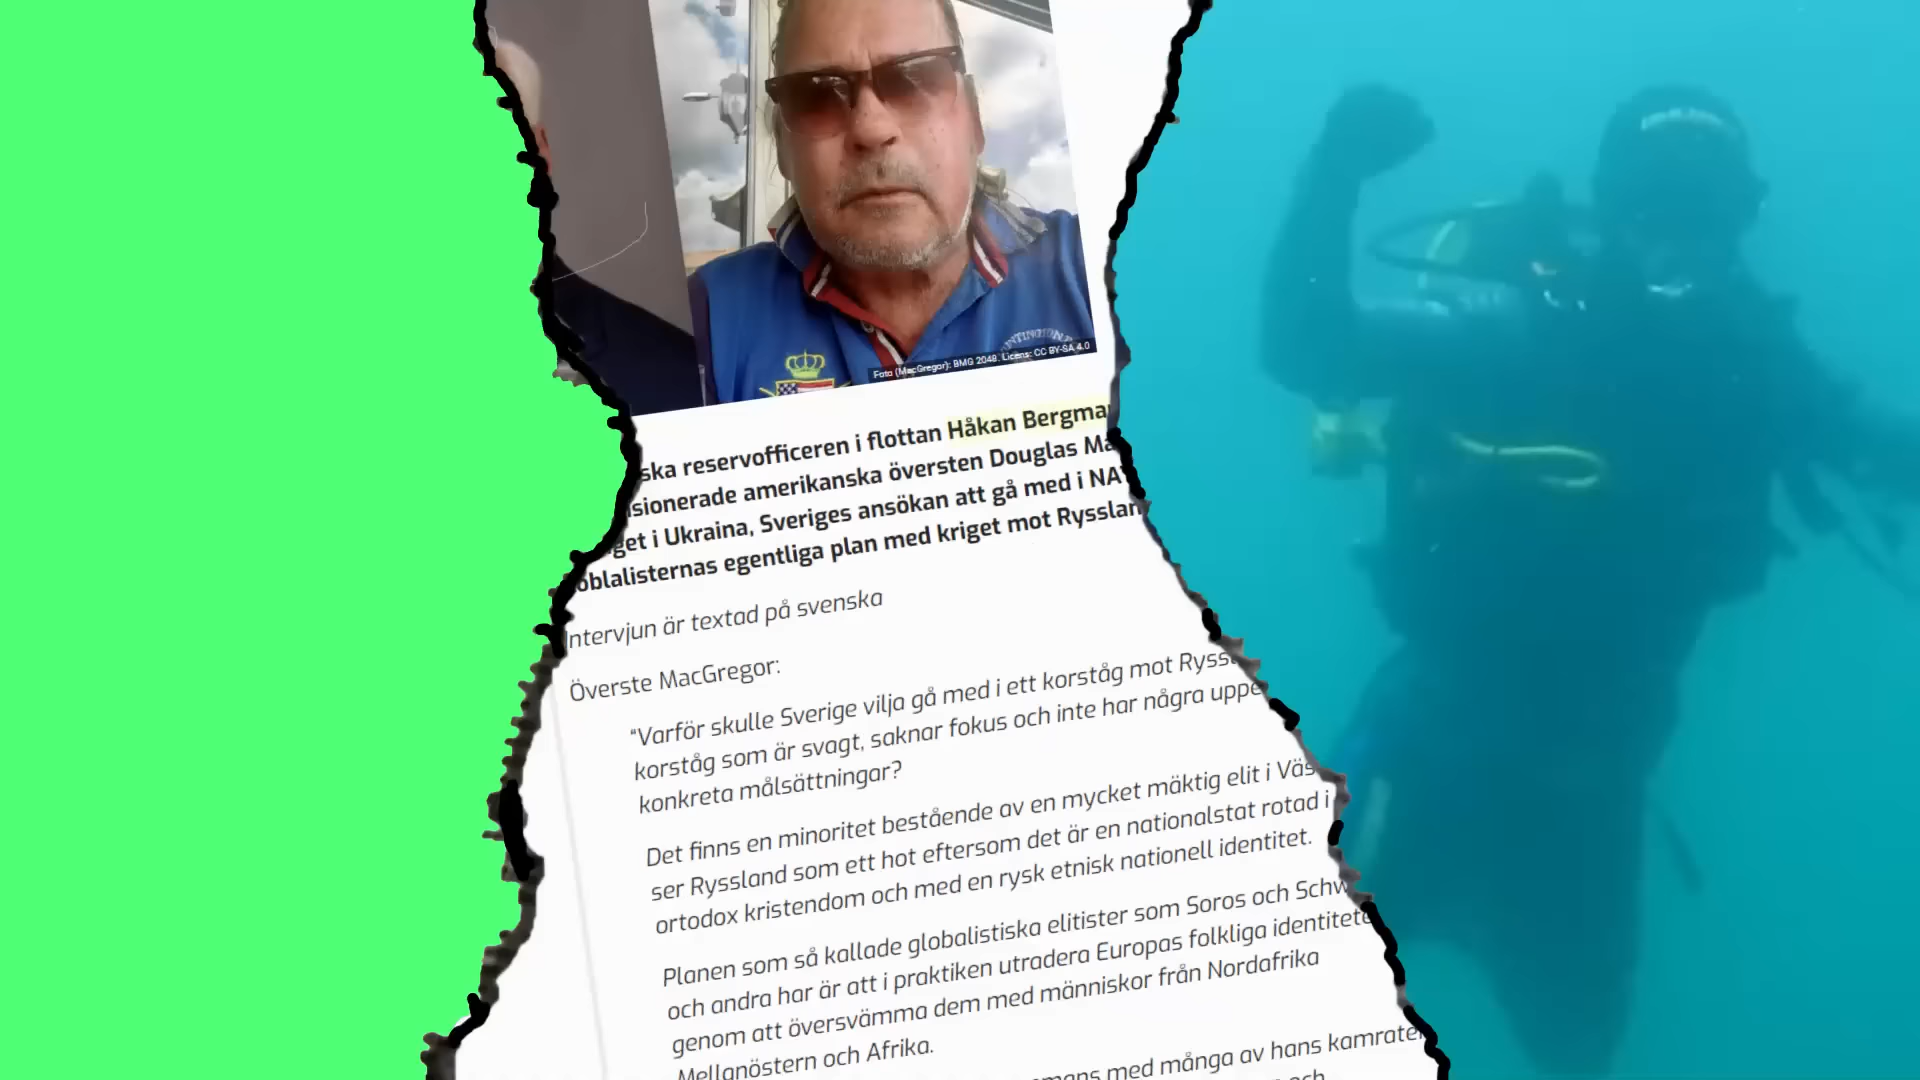 NTINGTON
Foto (MacGregor): BMG 2048. Licens: CC BY-SA 4.0
ska reservofficeren i flottan Håkan Bergma
sionerade amerikanska översten Douglas Ma
get i Ukraina, Sveriges ansökan att gå med i NA
oblalisternas egentliga plan med kriget mot Rysslan
Intervjun är textad på svenska
Överste MacGregor:
"Varför skulle Sverige vilja gå med i ett korståg mot Ryssl
korståg som är svagt, saknar fokus och inte har några uppe
konkreta målsättningar?
Det finns en minoritet bestående av en mycket mäktig elit i Väs
ser Ryssland som ett hot eftersom det är en nationalstat rotad i
ortodox kristendom och med en rysk etnisk nationell identitet.
Planen som så kallade globalistiska elitister som Soros och Schw
och andra har är att i praktiken utradera Europas folkliga identitete
genom att översvämma dem med människor från Nordafrika
Mellanöstern och Afrika.
mans med många av hans kamrater
och